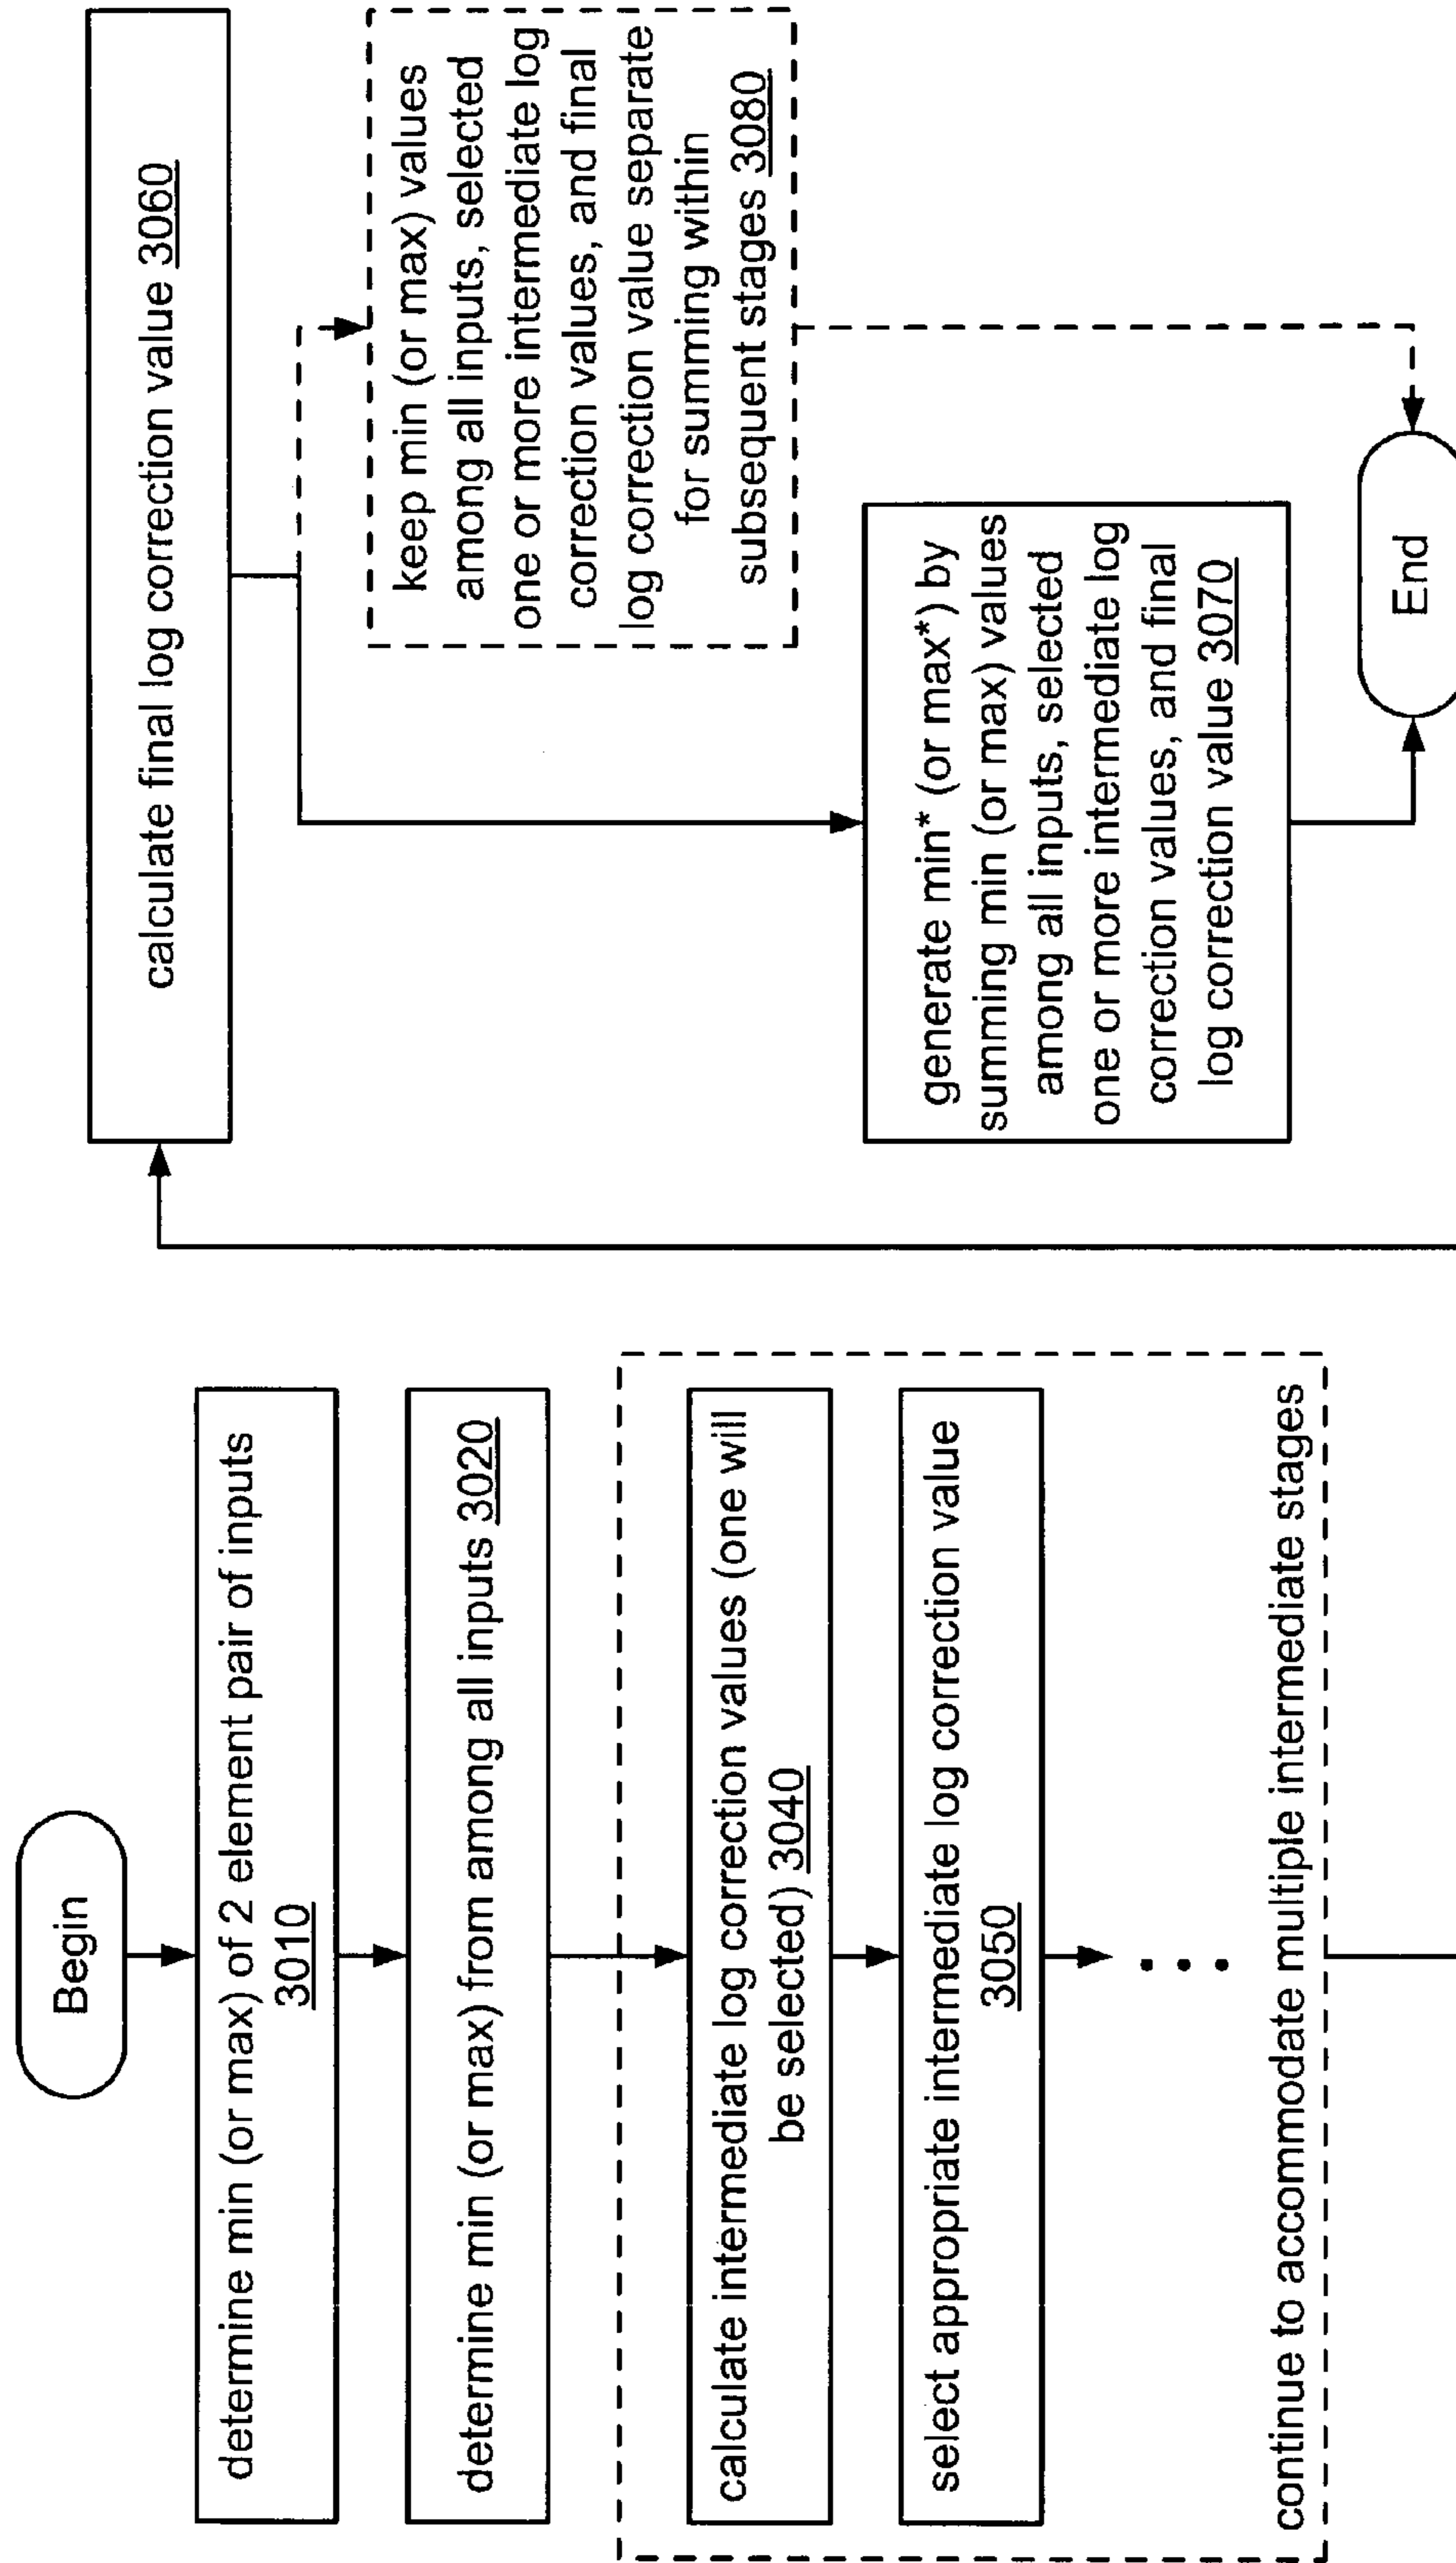 Begin
determine min (or max) of 2 element pair of inputs
3010
determine min (or max) from among all inputs 3020
calculate intermediate log correction values (one will
be selected) 3040
select appropriate intermediate log correction value
3050
continue to accommodate multiple intermediate stages
calculate final log correction value 3060
keep min (or max) values
among all inputs, selected
one or more intermediate log
correction values, and final
log correction value separate
for summing within
subsequent stages 3080
generate min* (or max*) by
summing min (or max) values
among all inputs, selected
one or more intermediate log
correction values, and final
log correction value 3070
End